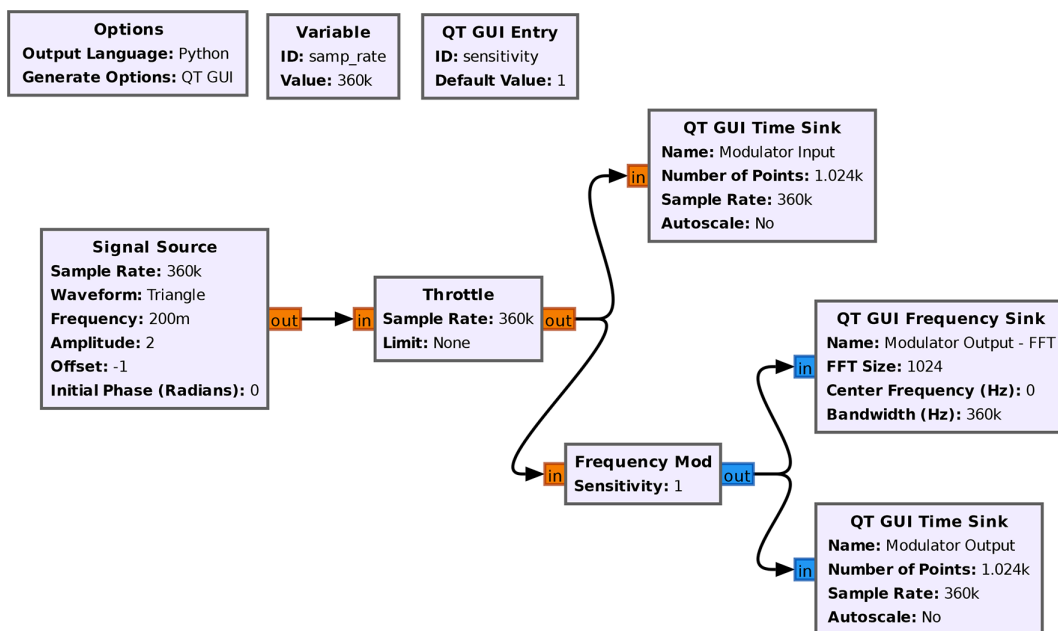 Options
Output Language: Python
Generate Options: QT GUI
Variable
ID: samp_rate
Value: 360k
QT GUI Entry
ID: sensitivity
Default Value: 1
QT GUI Time Sink
Name: Modulator Input
Number of Points: 1.024k
Sample Rate: 360k
Autoscale: No
in
Signal Source
Sample Rate: 360k
Waveform: Triangle
Frequency: 200m
Amplitude: 2
Offset: -1
Initial Phase (Radians): 0
out
in
Throttle
Sample Rate: 360k
Limit: None
out
QT GUI Frequency Sink
Name: Modulator Output - FFT
FFT Size: 1024
Center Frequency (Hz): 0
Bandwidth (Hz): 360k
in
in
Frequency Mod
Sensitivity: 1
out
QT GUI Time Sink
Name: Modulator Output
Number of Points: 1.024k
Sample Rate: 360k
Autoscale: No
in